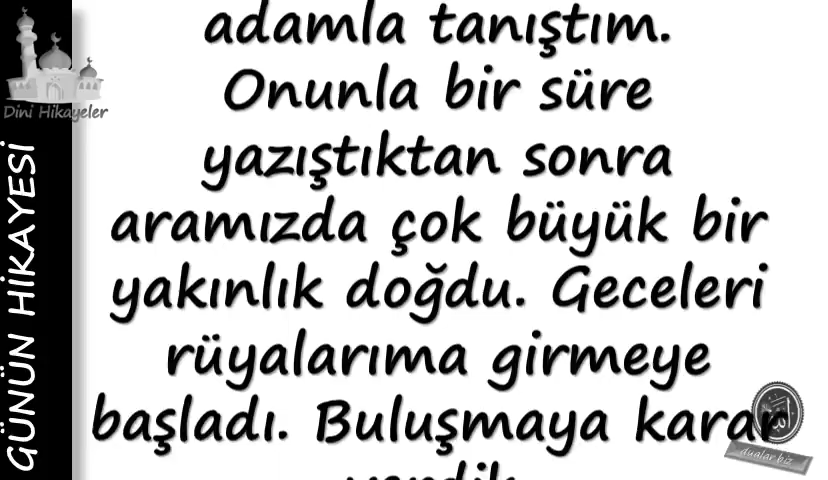 Dini Hikayeler
GÜNÜN HİKAYESİ
adamla tanıştım.
Onunla bir süre
yazıştıktan sonra
aramızda çok büyük bir
yakınlık doğdu. Geceleri
rüyalarıma girmeye
başladı. Buluşmaya karar
dualar.biz